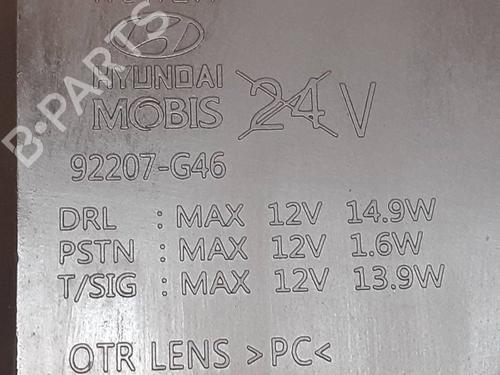 HYUNDAI
MOBIS 24V
92207-G46
DRL : MAX 12V 14.9W
PSTN : MAX 12V 1.6W
T/SIG : MAX 12V 13.9W
OTR LENS >PC<
B-PARTS